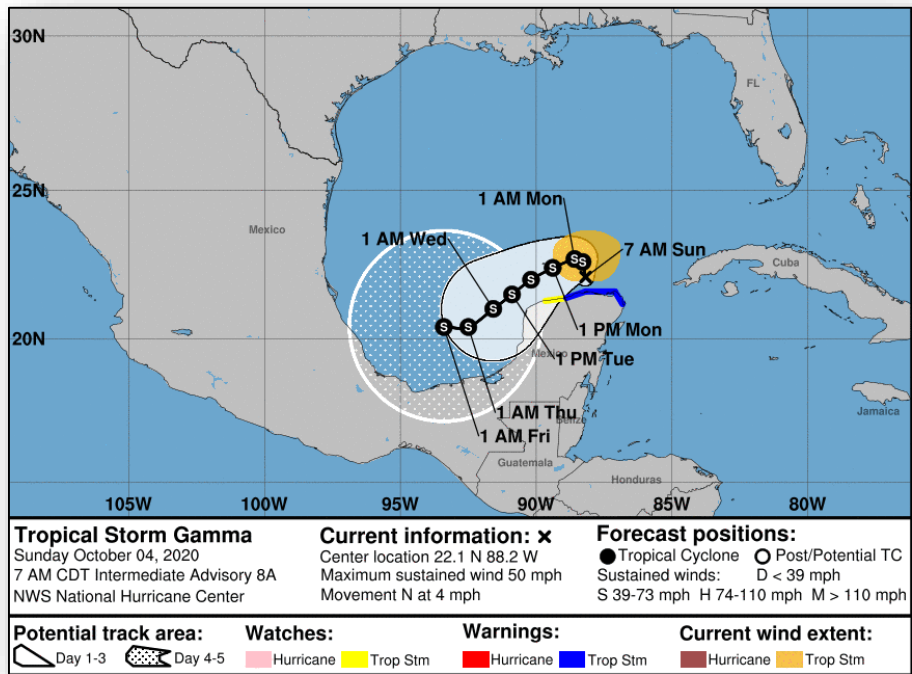 30N
25N
20N
105W 100W 95W 90W 85W 80W
FL
Mexico
Cuba
Jamaica
Mexico
Belize
Guatemala
Honduras
1 AM Mon
1 AM Wed
7 AM Sun
1 PM Mon
1 PM Tue
1 AM Thu
1 AM Fri
S S
S
S
S
S
S
S
Tropical Storm Gamma
Sunday October 04, 2020
7 AM CDT Intermediate Advisory 8A
NWS National Hurricane Center
Current information: x
Center location 22.1 N 88.2 W
Maximum sustained wind 50 mph
Movement N at 4 mph
Forecast positions:
Tropical Cyclone Post/Potential TC
Sustained winds: D < 39 mph
S 39-73 mph H 74-110 mph M > 110 mph
Potential track area:
Day 1-3 Day 4-5
Watches:
Hurricane Trop Stm
Warnings:
Hurricane Trop Stm
Current wind extent:
Hurricane Trop Stm